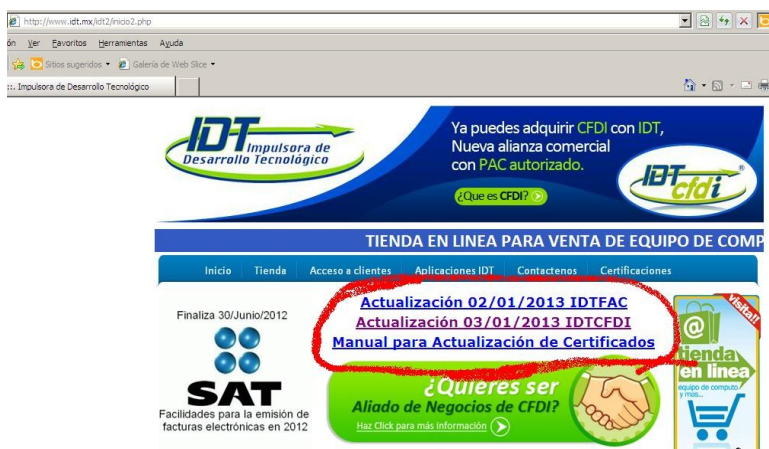 http://www.idt.mx/idt2/inicio2.php
ón Ver Favoritos Herramientas Ayuda
Sitios sugeridos Galería de Web Slice
::. Impulsora de Desarrollo Tecnológico
IDT Impulsora de
Desarrollo Tecnológico
Ya puedes adquirir CFDI con IDT,
Nueva alianza comercial
con PAC autorizado.
¿Que es CFDI?
IDT cfdi ®
TIENDA EN LINEA PARA VENTA DE EQUIPO DE COMP
Inicio Tienda Acceso a clientes Aplicaciones IDT Contactenos Certificaciones
Finaliza 30/Junio/2012
SAT
Facilidades para la emisión de
facturas electrónicas en 2012
Actualización 02/01/2013 IDTFAC
Actualización 03/01/2013 IDTCFDI
Manual para Actualización de Certificados
¿Quieres ser
Aliado de Negocios de CFDI?
Haz Click para más información
Visita!!
@
tienda
en linea
equipo de computo
y mas...